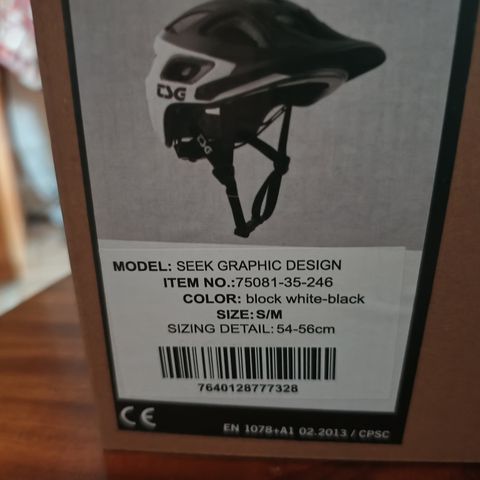 TSG
MODEL: SEEK GRAPHIC DESIGN
ITEM NO.:75081-35-246
COLOR: block white-black
SIZE:S/M
SIZING DETAIL:54-56cm
7640128777328
CE EN 1078+A1 02.2013 / CPSC